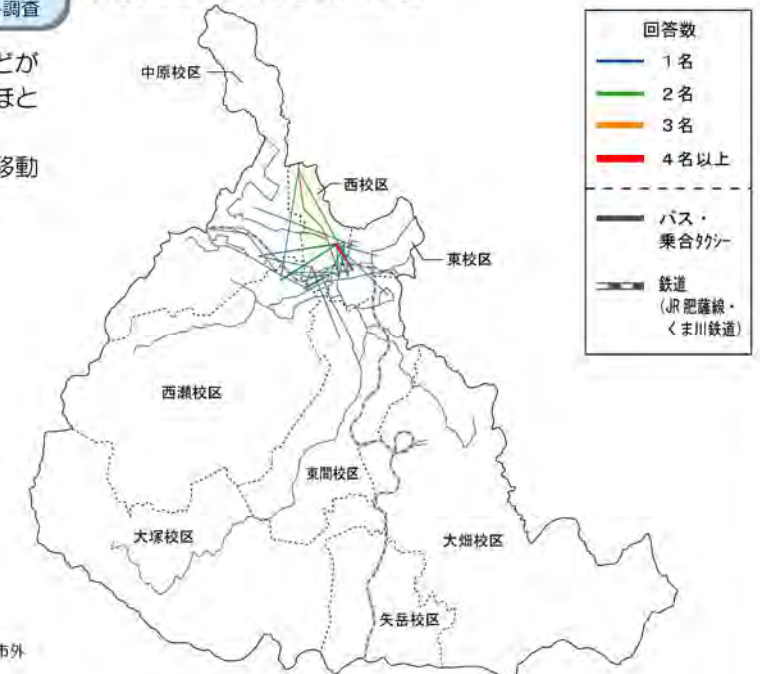 調査
どが
ほと
移動
中原校区
西校区
東校区
西瀬校区
東間校区
大塚校区
大畑校区
矢岳校区
市外
回答数
1名
2名
3名
4名以上
バス・
乗合タクシー
鉄道
(JR肥薩線・
くま川鉄道)